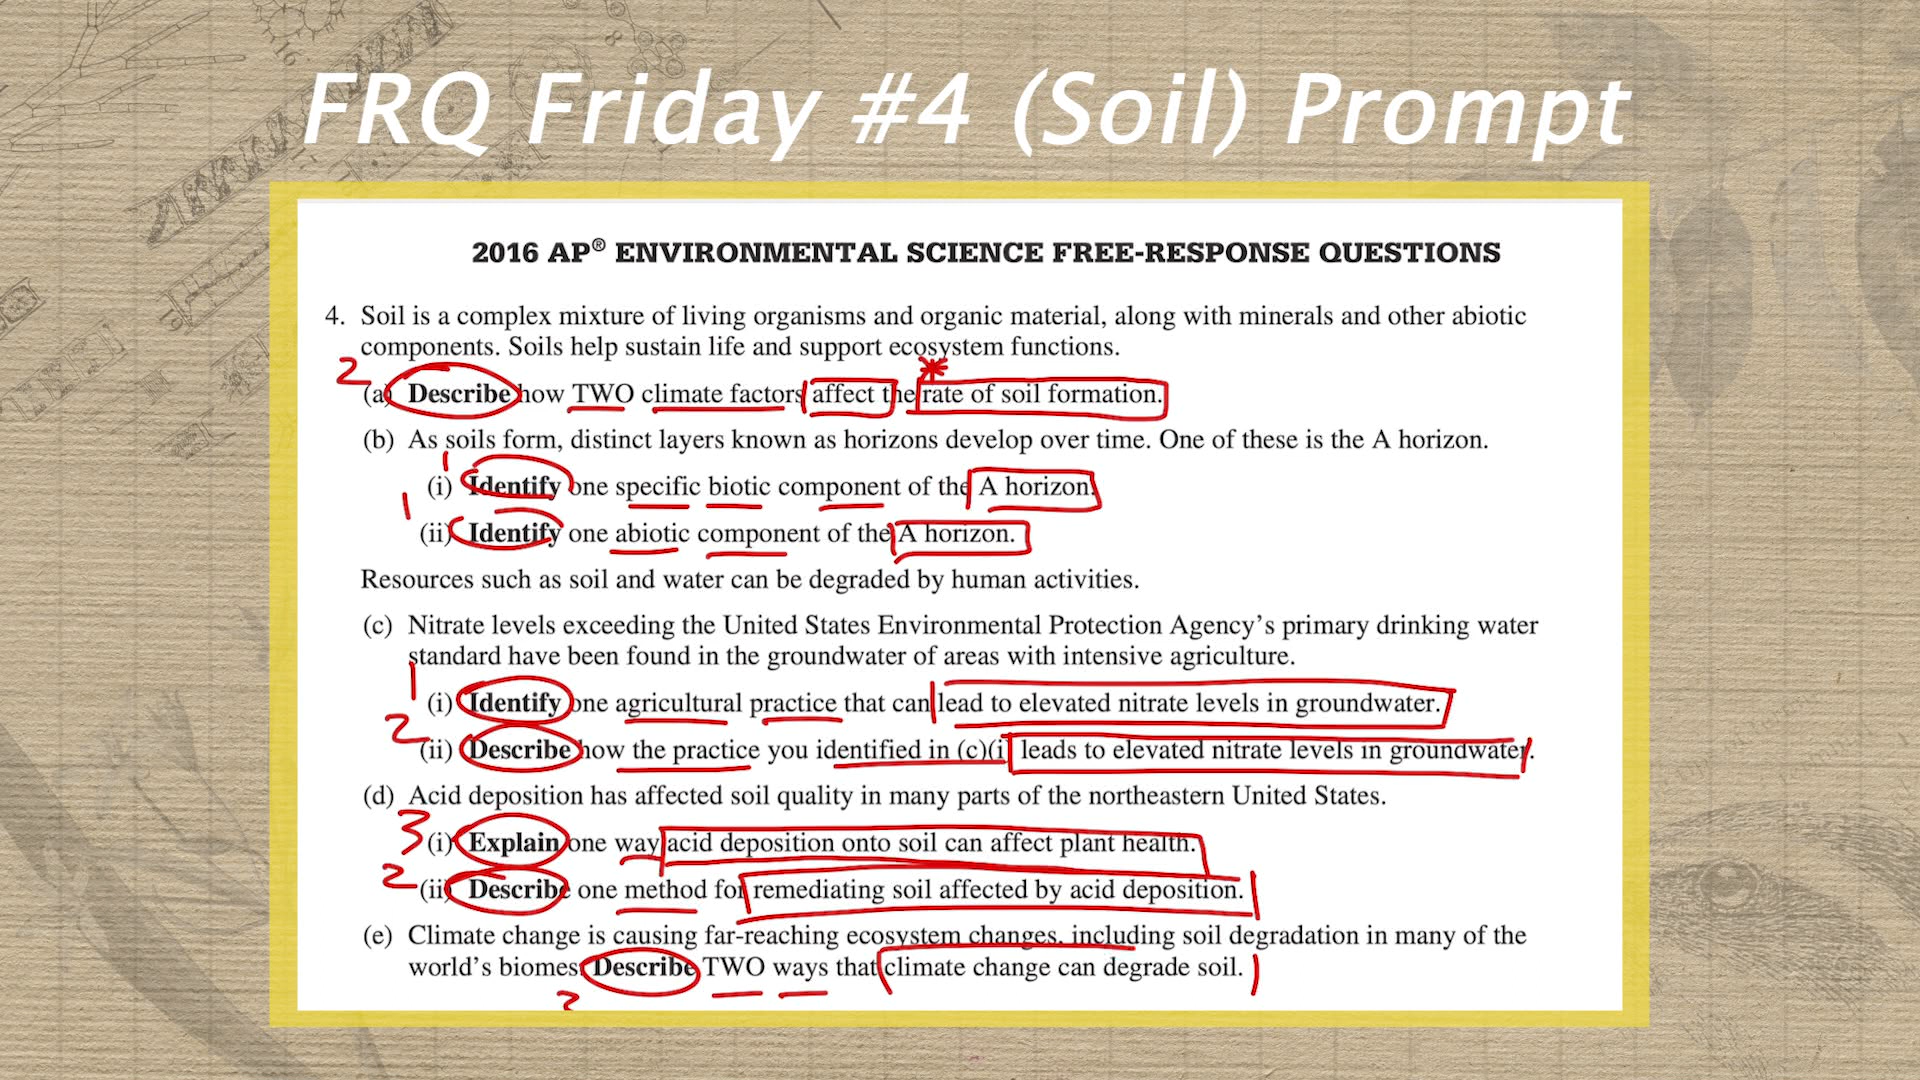 FRQ Friday #4 (Soil) Prompt
2016 AP® ENVIRONMENTAL SCIENCE FREE-RESPONSE QUESTIONS
4. Soil is a complex mixture of living organisms and organic material, along with minerals and other abiotic
components. Soils help sustain life and support ecosystem functions.
2 (a) Describe how TWO climate factors affect the rate of soil formation. *
(b) As soils form, distinct layers known as horizons develop over time. One of these is the A horizon.
1 (i) Identify one specific biotic component of the A horizon.
1 (ii) Identify one abiotic component of the A horizon.
Resources such as soil and water can be degraded by human activities.
(c) Nitrate levels exceeding the United States Environmental Protection Agency's primary drinking water
standard have been found in the groundwater of areas with intensive agriculture.
1 (i) Identify one agricultural practice that can lead to elevated nitrate levels in groundwater.
2 (ii) Describe how the practice you identified in (c)(i) leads to elevated nitrate levels in groundwater.
(d) Acid deposition has affected soil quality in many parts of the northeastern United States.
3 (i) Explain one way acid deposition onto soil can affect plant health.
2 (ii) Describe one method for remediating soil affected by acid deposition.
(e) Climate change is causing far-reaching ecosystem changes, including soil degradation in many of the
world's biomes. Describe TWO ways that climate change can degrade soil.
2